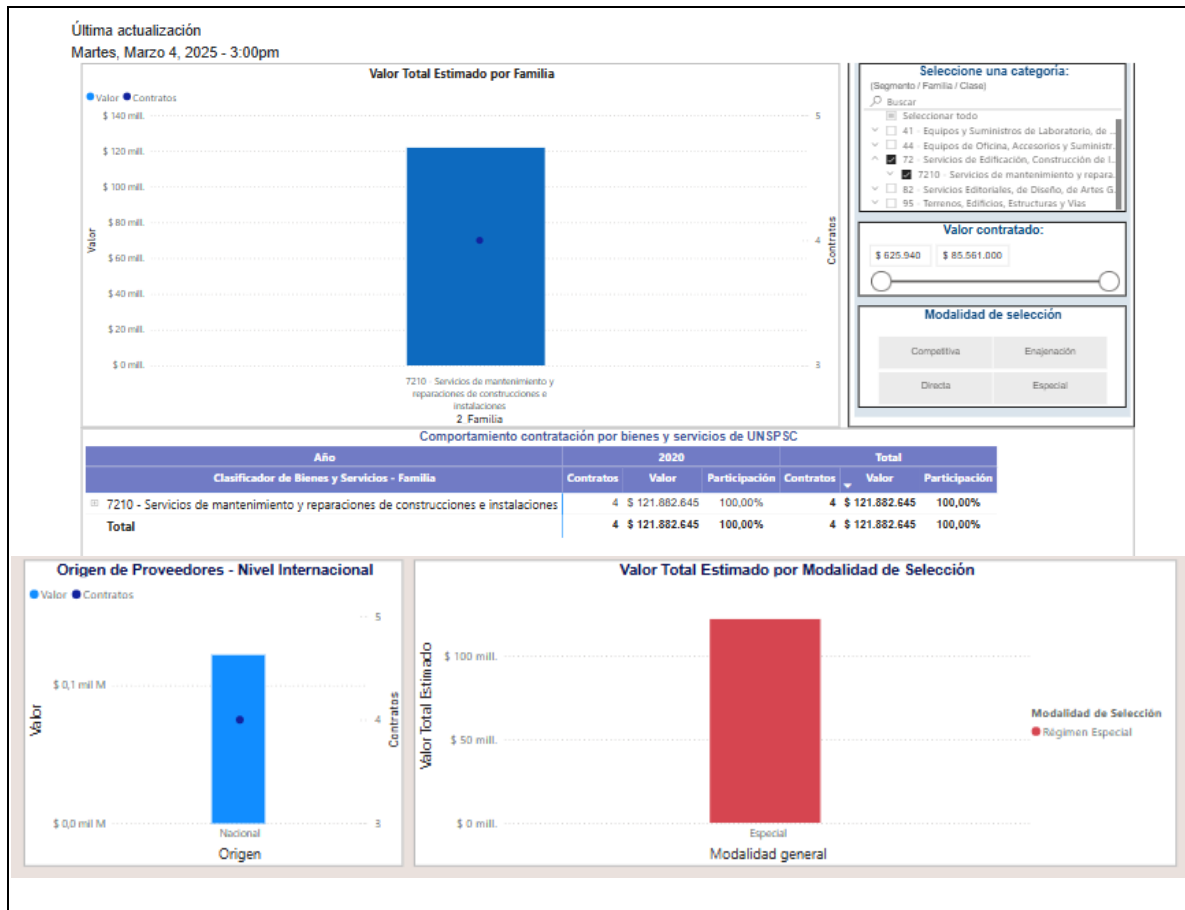 Última actualización
Martes, Marzo 4, 2025 - 3:00pm
Valor Total Estimado por Familia
Valor Contratos
$ 140 mill.
$ 120 mill.
$ 100 mill.
$ 80 mill.
$ 60 mill.
$ 40 mill.
$ 20 mill.
$ 0 mill.
Valor
5
4
3
Contratos
7210 - Servicios de mantenimiento y
reparaciones de construcciones e
instalaciones
2_Familia
Seleccione una categoría:
(Segmento / Familia / Clase)
Buscar
Seleccionar todo
41 - Equipos y Suministros de Laboratorio, de ...
44 - Equipos de Oficina, Accesorios y Suministr...
72 - Servicios de Edificación, Construcción de I...
7210 - Servicios de mantenimiento y repara...
82 - Servicios Editoriales, de Diseño, de Artes G...
95 - Terrenos, Edificios, Estructuras y Vías
Valor contratado:
$ 625.940 $ 85.561.000
Modalidad de selección
Competitiva Enajenación
Directa Especial
Comportamiento contratación por bienes y servicios de UNSPSC
Año 2020 Total
Clasificador de Bienes y Servicios - Familia Contratos Valor Participación Contratos Valor Participación
7210 - Servicios de mantenimiento y reparaciones de construcciones e instalaciones 4 $ 121.882.645 100,00% 4 $ 121.882.645 100,00%
Total 4 $ 121.882.645 100,00% 4 $ 121.882.645 100,00%
Origen de Proveedores - Nivel Internacional
Valor Contratos
$ 0,1 mil M
$ 0,0 mil M
Valor
5
4
3
Contratos
Nacional
Origen
Valor Total Estimado por Modalidad de Selección
$ 100 mill.
$ 50 mill.
$ 0 mill.
Valor Total Estimado
Especial
Modalidad general
Modalidad de Selección
Régimen Especial